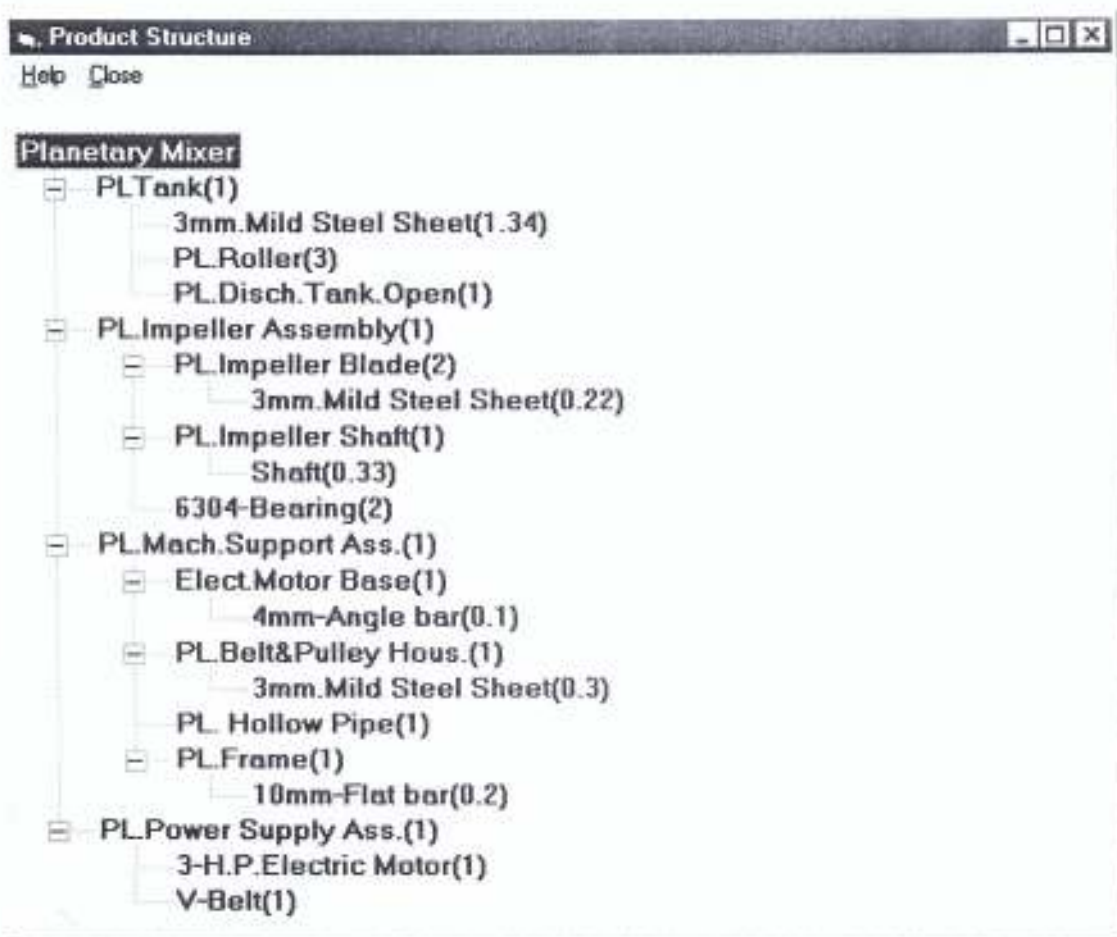 Product Structure
Help Close
Planetary Mixer
PLTank(1)
3mm.Mild Steel Sheet(1.34)
PL.Roller(3)
PL.Disch.Tank.Open(1)
PL.Impeller Assembly(1)
PL.Impeller Blade(2)
3mm.Mild Steel Sheet(0.22)
PL.Impeller Shaft(1)
Shaft(0.33)
6304-Bearing(2)
PL.Mach.Support Ass.(1)
Elect.Motor Base(1)
4mm-Angle bar(0.1)
PL.Belt&Pulley Hous.(1)
3mm.Mild Steel Sheet(0.3)
PL. Hollow Pipe(1)
PL.Frame(1)
10mm-Flat bar(0.2)
PL.Power Supply Ass.(1)
3-H.P.Electric Motor(1)
V-Belt(1)